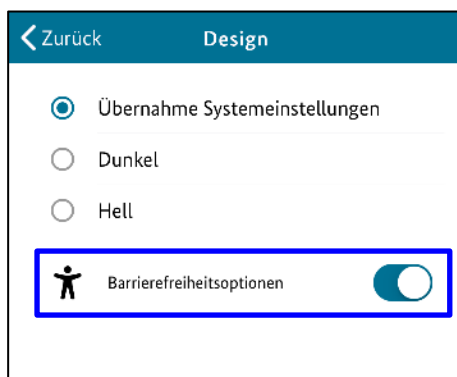 Zurück Design
Übernahme Systemeinstellungen
Dunkel
Hell
Barrierefreiheitsoptionen